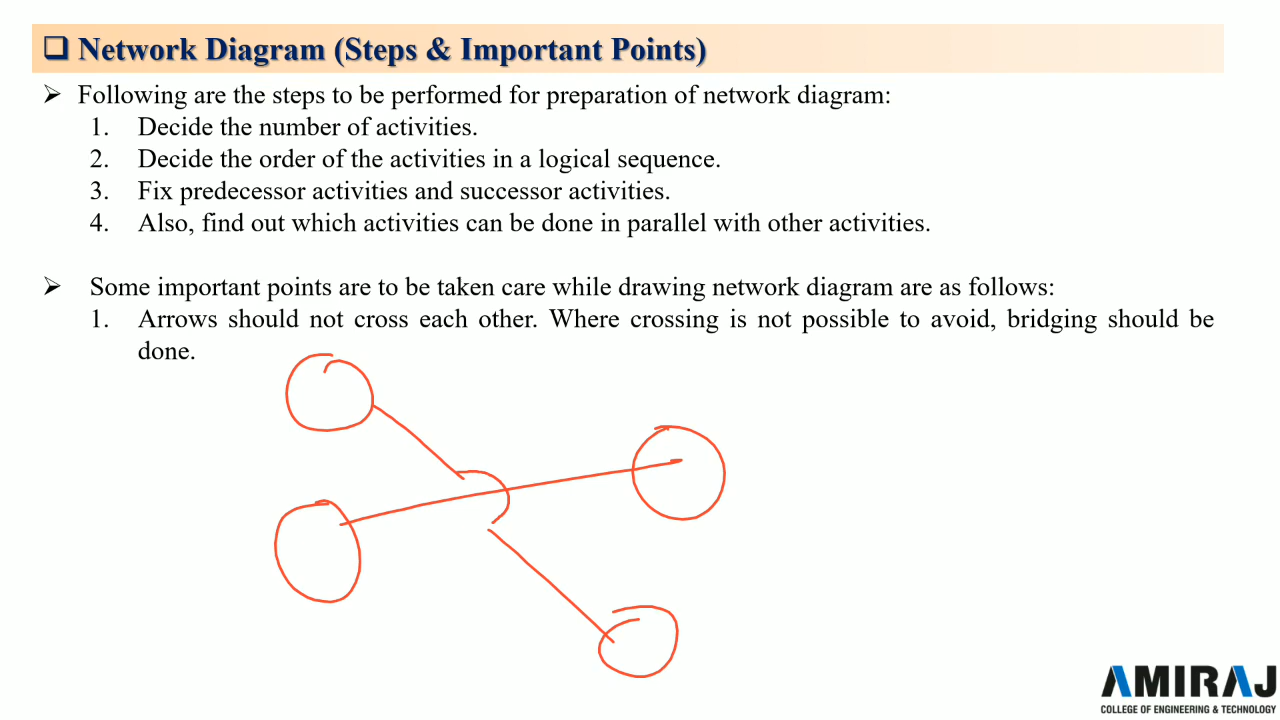 ❑ Network Diagram (Steps & Important Points)
➢ Following are the steps to be performed for preparation of network diagram:
1. Decide the number of activities.
2. Decide the order of the activities in a logical sequence.
3. Fix predecessor activities and successor activities.
4. Also, find out which activities can be done in parallel with other activities.
➢ Some important points are to be taken care while drawing network diagram are as follows:
1. Arrows should not cross each other. Where crossing is not possible to avoid, bridging should be
done.
AMIRAJ
COLLEGE OF ENGINEERING & TECHNOLOGY